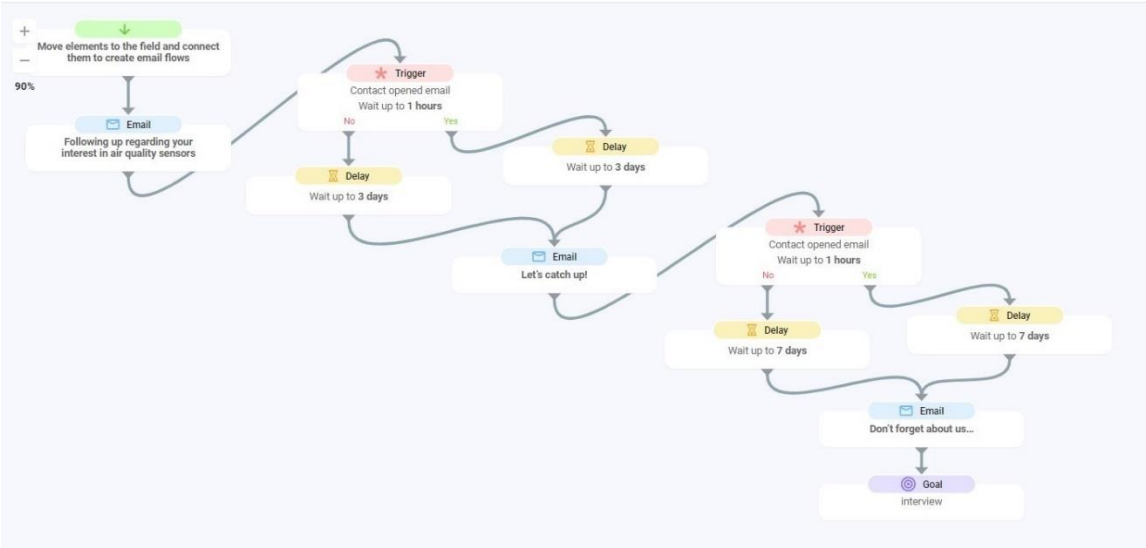 +
Move elements to the field and connect
them to create email flows
−
90%
Email
Following up regarding your
interest in air quality sensors
Trigger
Contact opened email
Wait up to 1 hours
No
Yes
Delay
Wait up to 3 days
Delay
Wait up to 3 days
Email
Let's catch up!
Trigger
Contact opened email
Wait up to 1 hours
No
Yes
Delay
Wait up to 7 days
Delay
Wait up to 7 days
Email
Don't forget about us...
Goal
interview